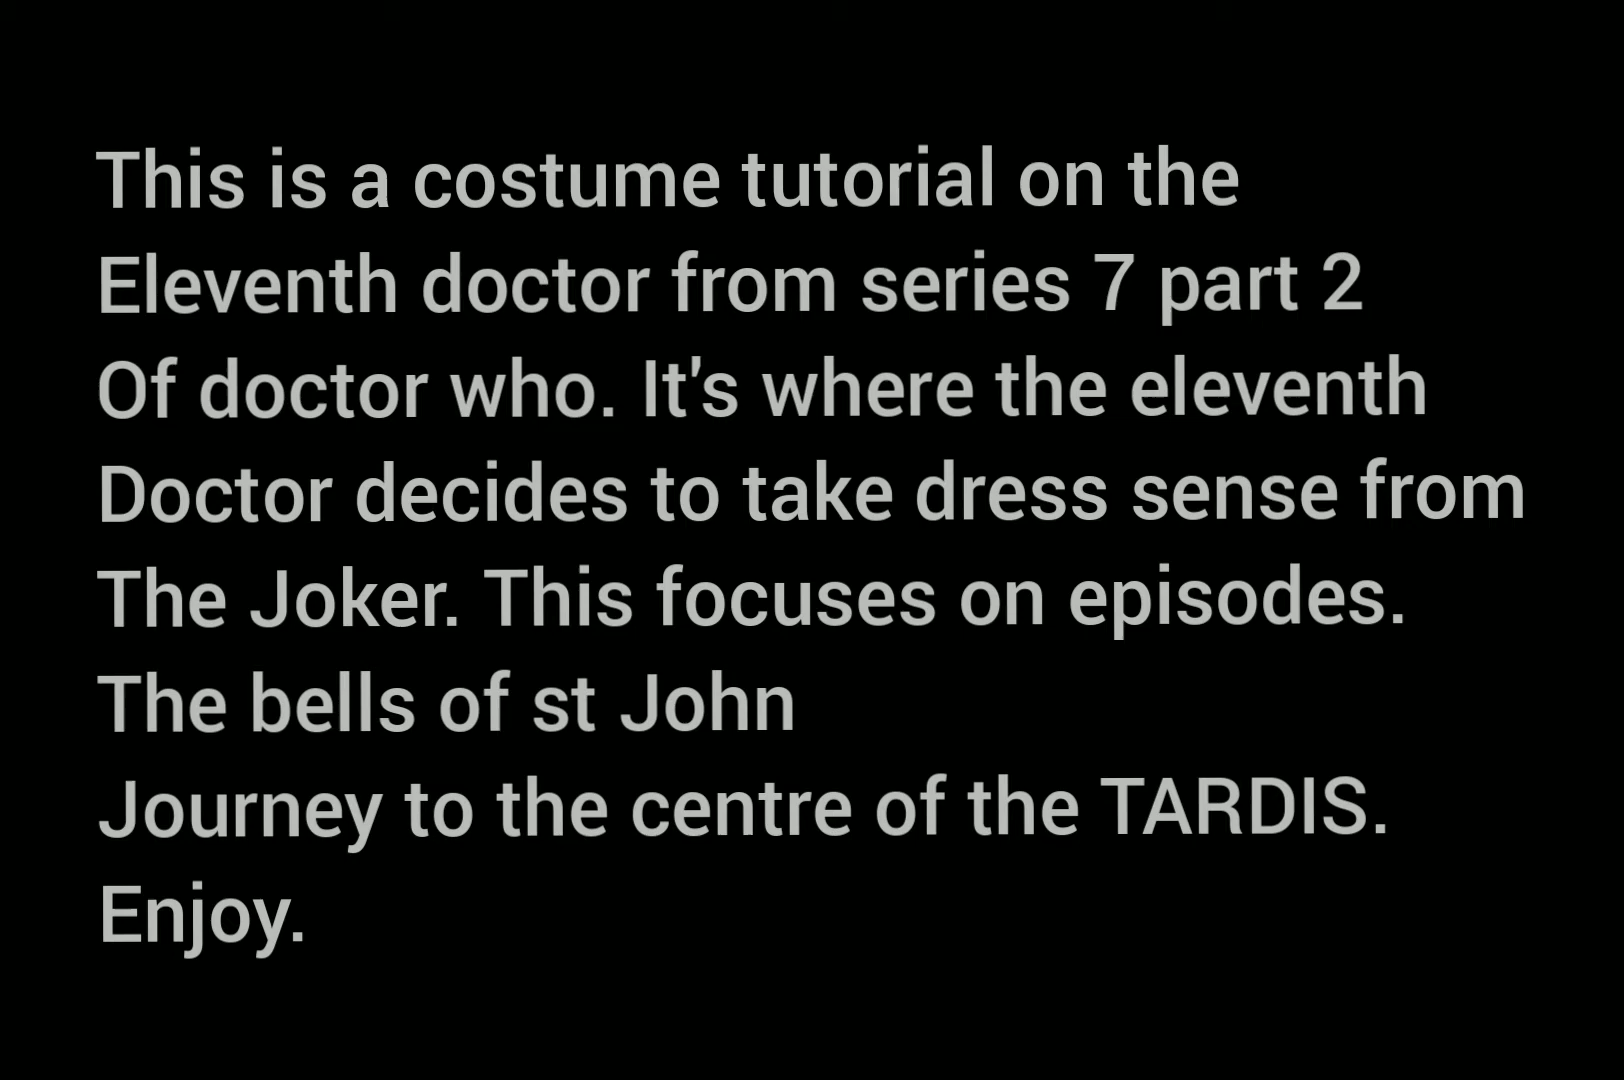 This is a costume tutorial on the
Eleventh doctor from series 7 part 2
Of doctor who. It's where the eleventh
Doctor decides to take dress sense from
The Joker. This focuses on episodes.
The bells of st John
Journey to the centre of the TARDIS.
Enjoy.